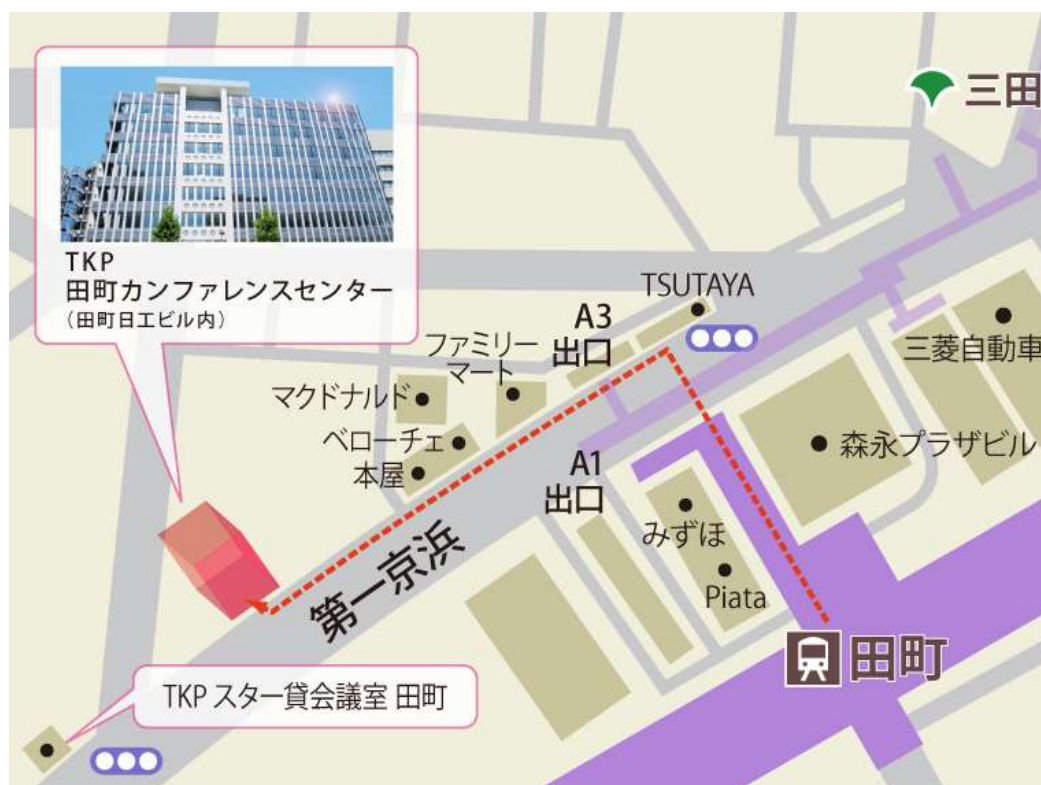 三田
TKP
田町カンファレンスセンター
（田町日工ビル内）
TSUTAYA
A3
出口
ファミリー
マート
三菱自動車
マクドナルド
ベローチェ
本屋
森永プラザビル
A1
出口
みずほ
Piata
第一京浜
田町
TKP スター貸会議室 田町